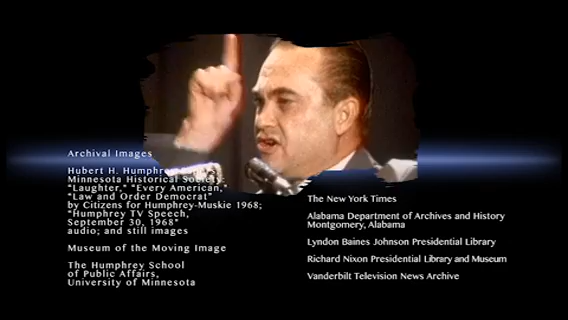 Archival Images
Hubert H. Humphrey
Minnesota Historical Society:
"Laughter," "Every American,"
"Law and Order Democrat"
by Citizens for Humphrey-Muskie 1968;
"Humphrey TV Speech,
September 30, 1968"
audio; and still images
Museum of the Moving Image
The Humphrey School
of Public Affairs,
University of Minnesota
The New York Times
Alabama Department of Archives and History
Montgomery, Alabama
Lyndon Baines Johnson Presidential Library
Richard Nixon Presidential Library and Museum
Vanderbilt Television News Archive